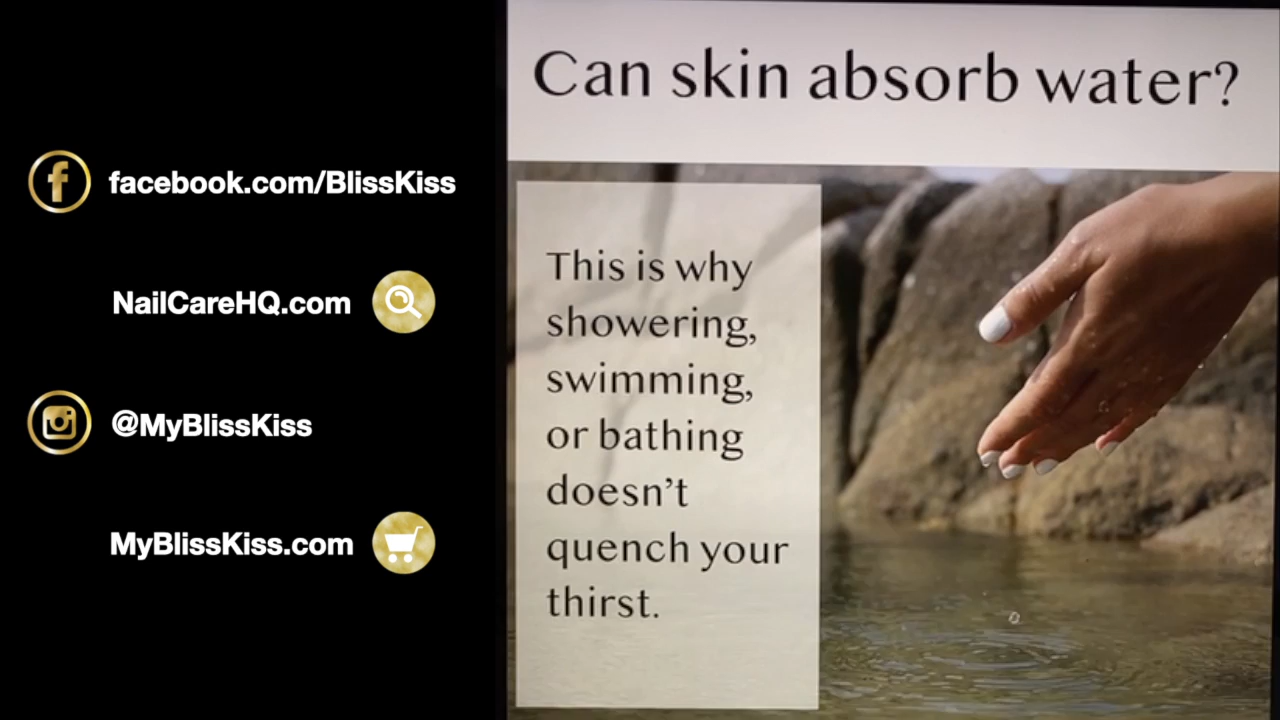 facebook.com/BlissKiss
NailCareHQ.com
@MyBlissKiss
MyBlissKiss.com
Can skin absorb water?
This is why
showering,
swimming,
or bathing
doesn't
quench your
thirst.